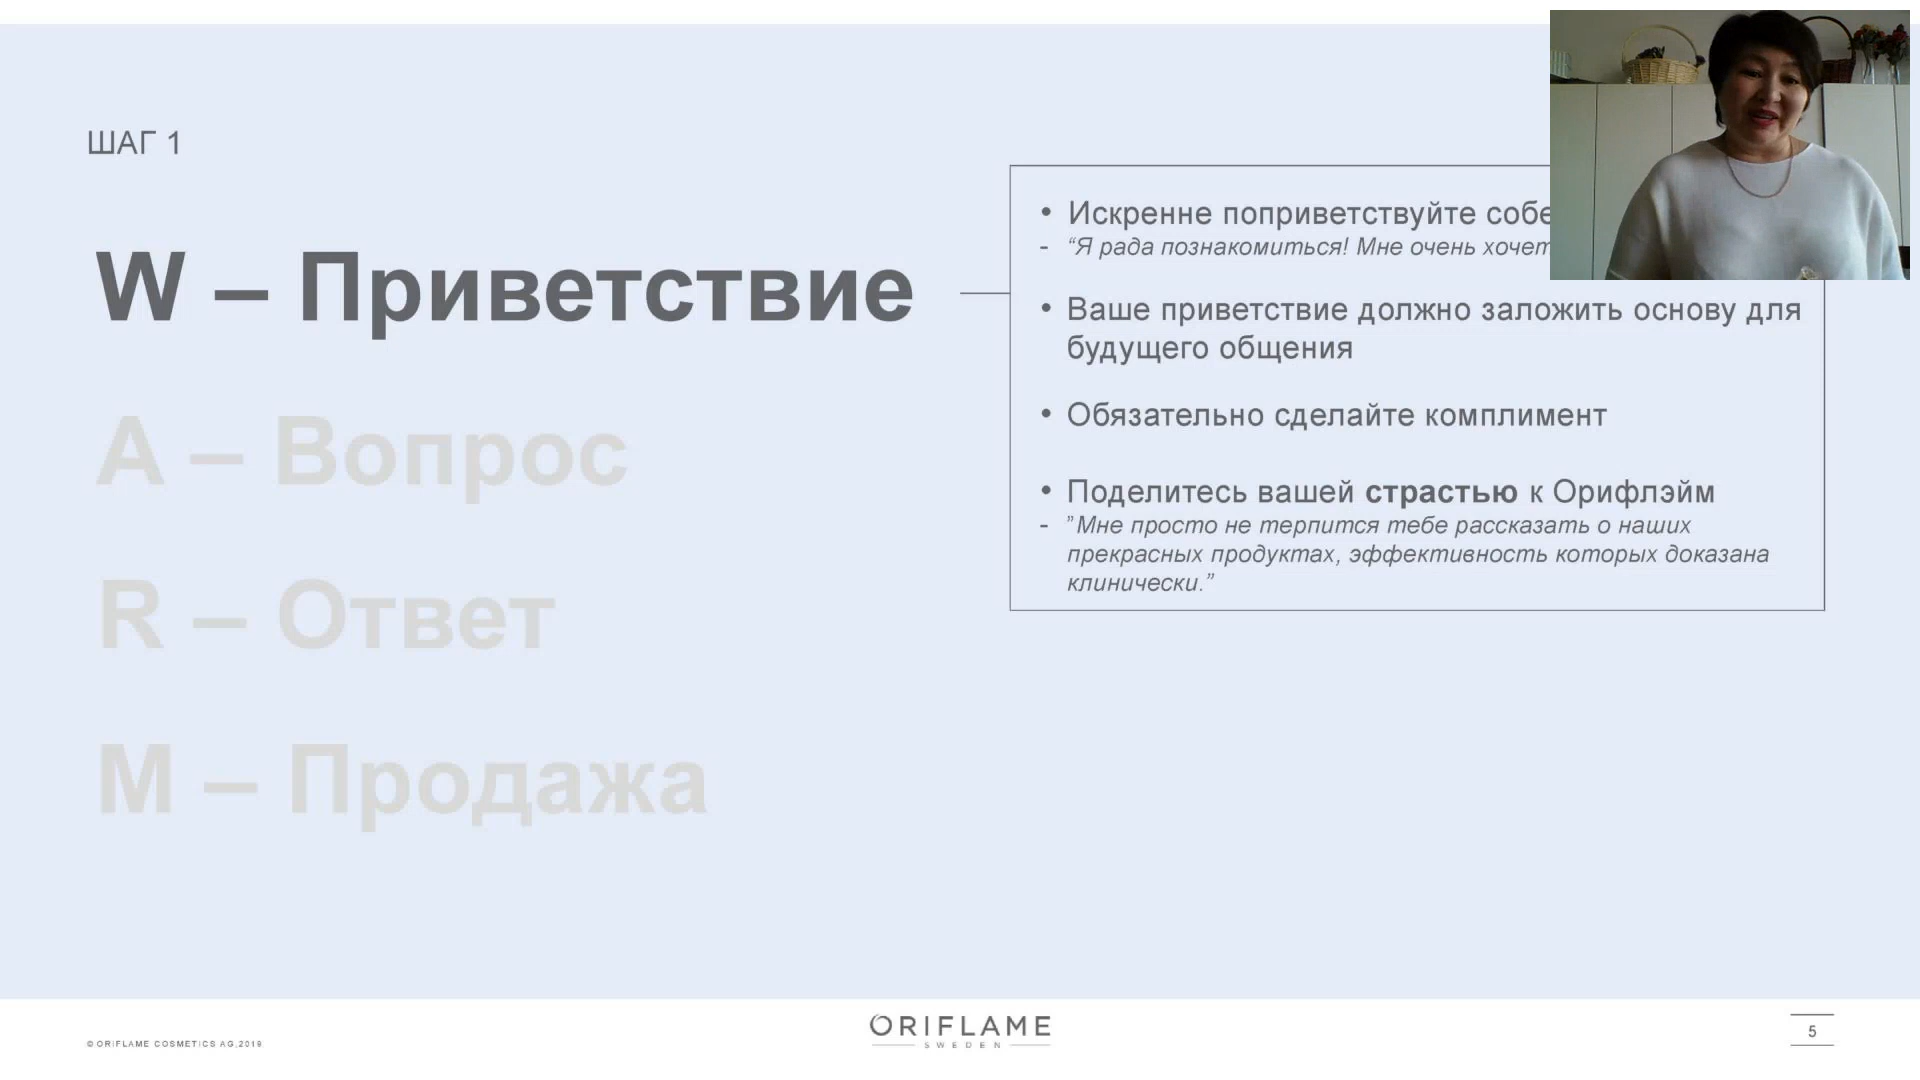 ШАГ 1
W – Приветствие
A – Вопрос
R – Ответ
M – Продажа
• Искренне поприветствуйте
- “Я рада познакомиться! Мне очень
• Ваше приветствие должно заложить основу для
будущего общения
• Обязательно сделайте комплимент
• Поделитесь вашей страстью к Орифлэйм
- ”Мне просто не терпится тебе рассказать о наших
прекрасных продуктах, эффективность которых доказана
клинически.”
© ORIFLAME COSMETICS AG,2019
ORIFLAME
SWEDEN
5